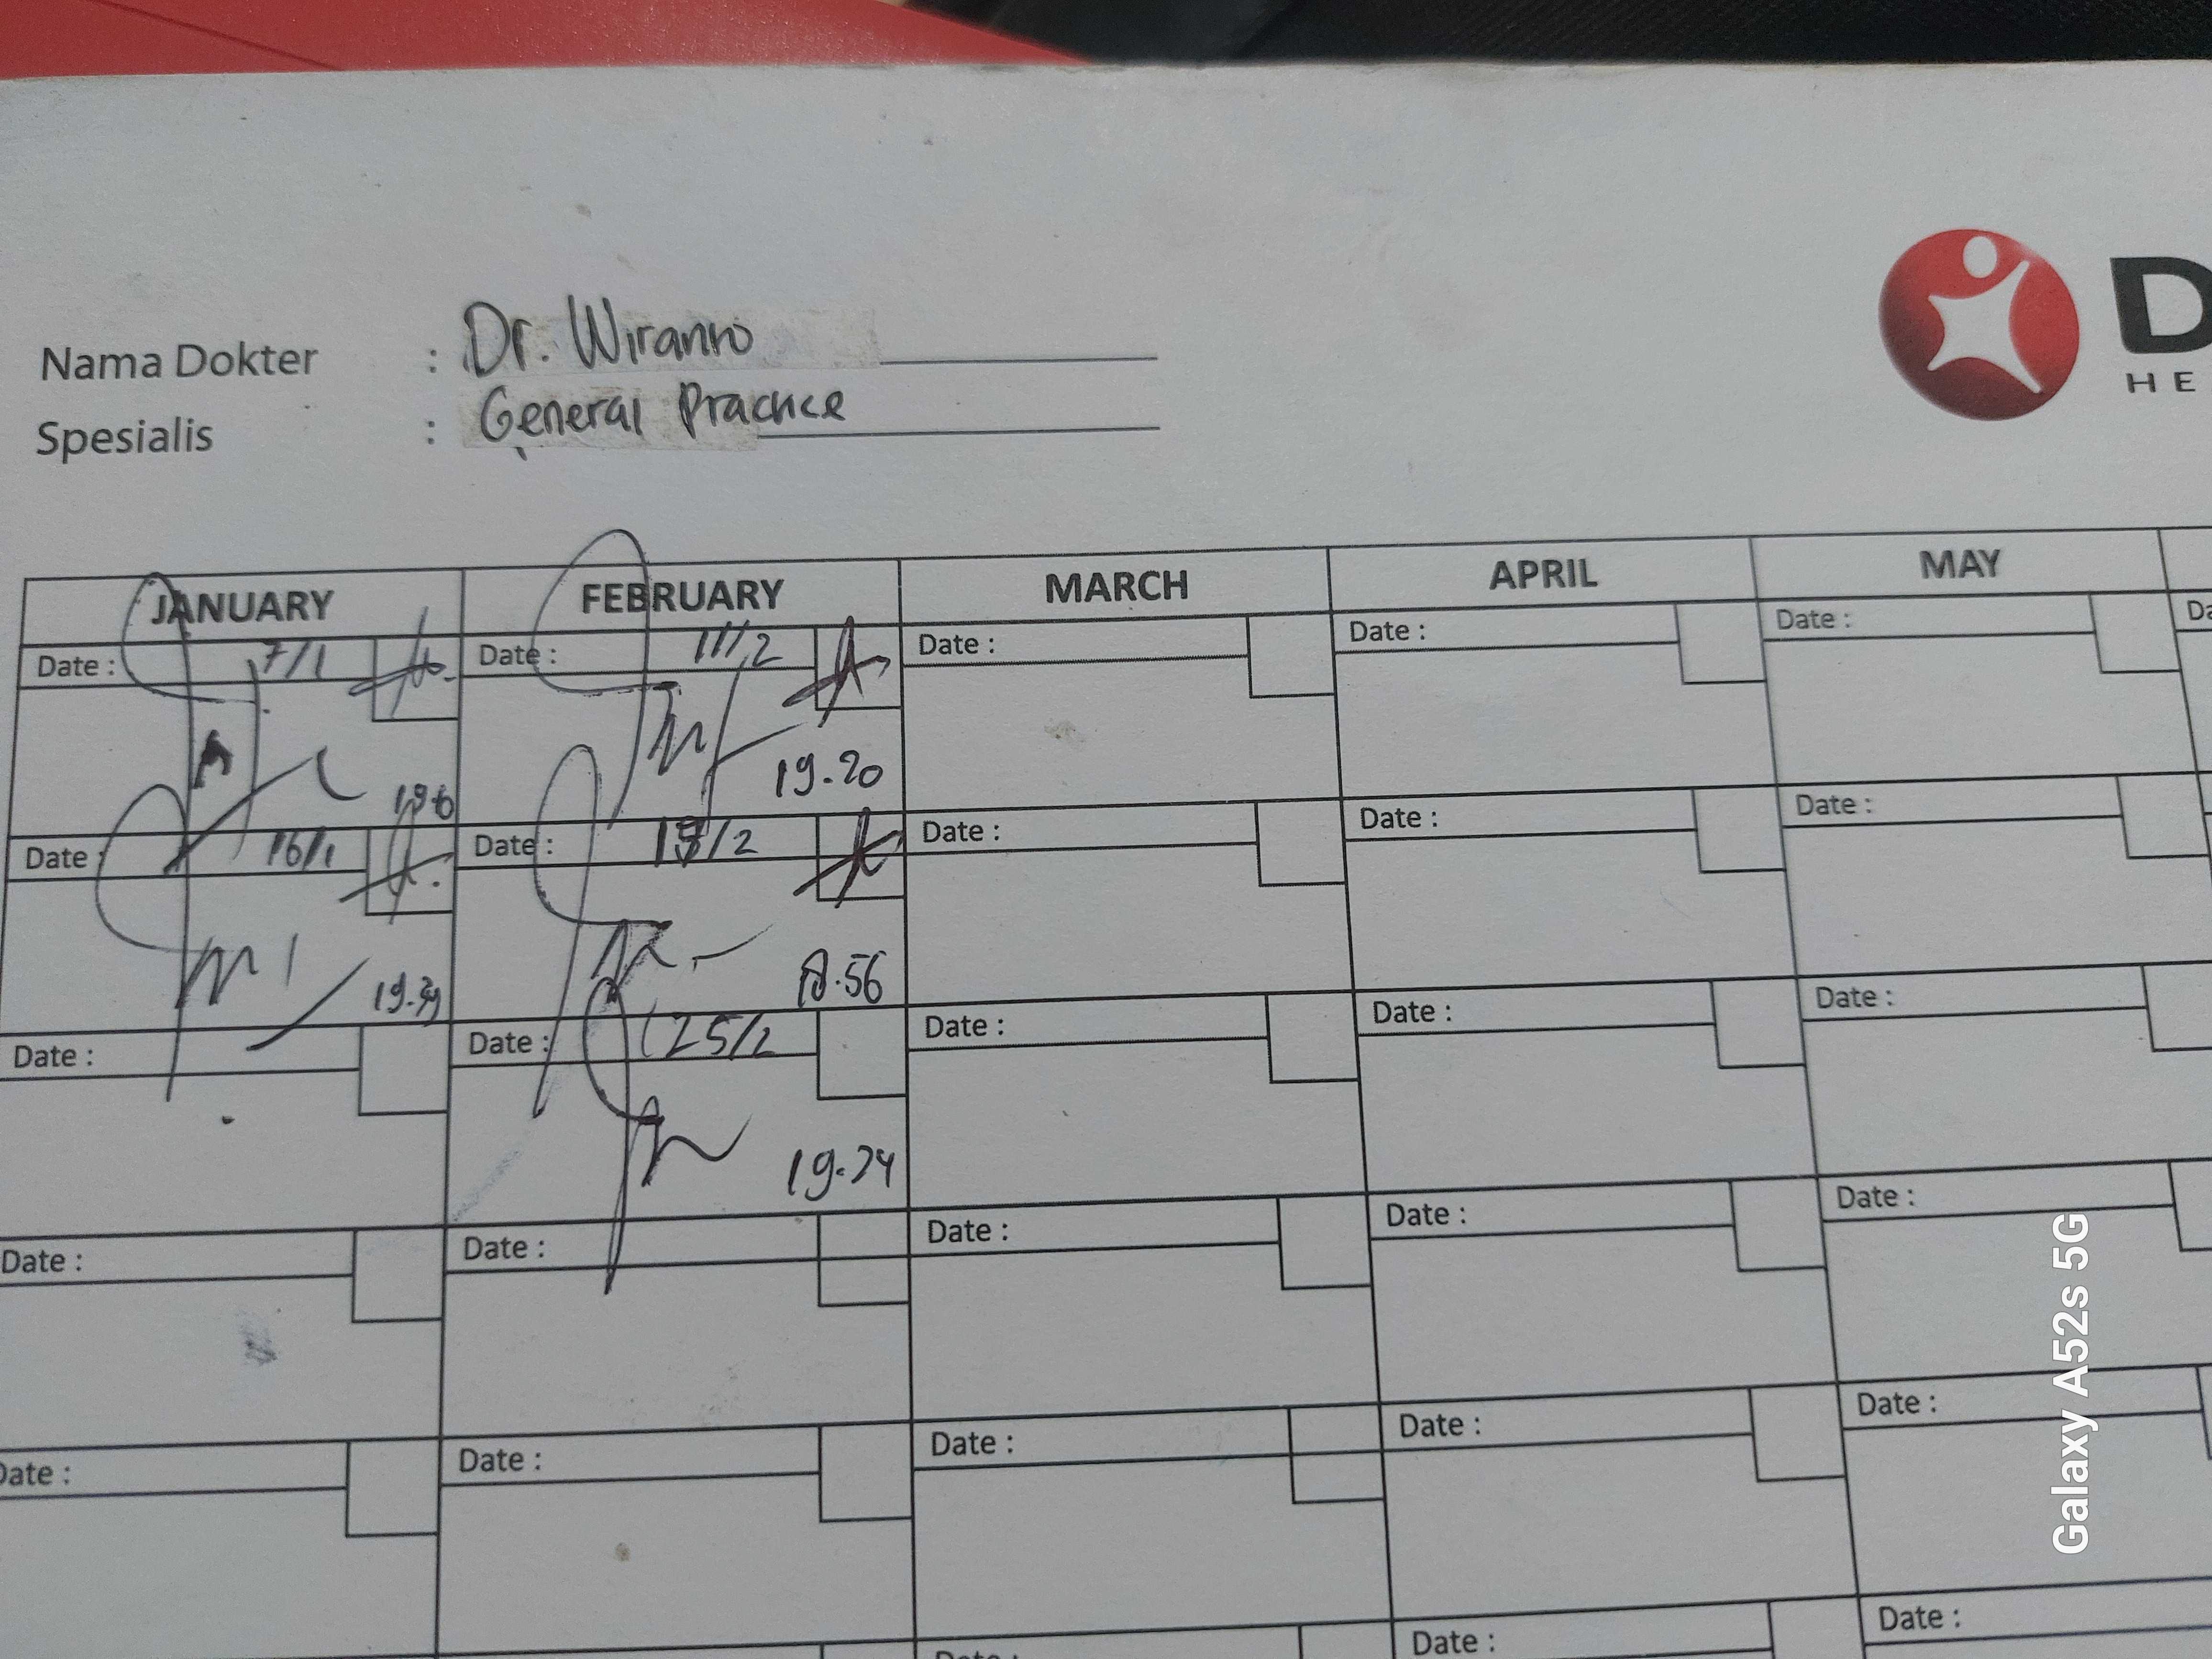 Nama Dokter : Dr. Wiranto
Spesialis : General Practice
D
HE
JANUARY FEBRUARY MARCH APRIL MAY
Date : 7/1 Date : 11/2 Date : Date : Date :
19.20
Date : 16/1 Date : /2 Date : Date : Date :
19.39 18.56
Date : Date : 25/2 Date : Date : Date :
19.24
Date : Date : Date : Date : Date :
Date : Date : Date : Date : Date :
Date : Date :
Galaxy A52s 5G